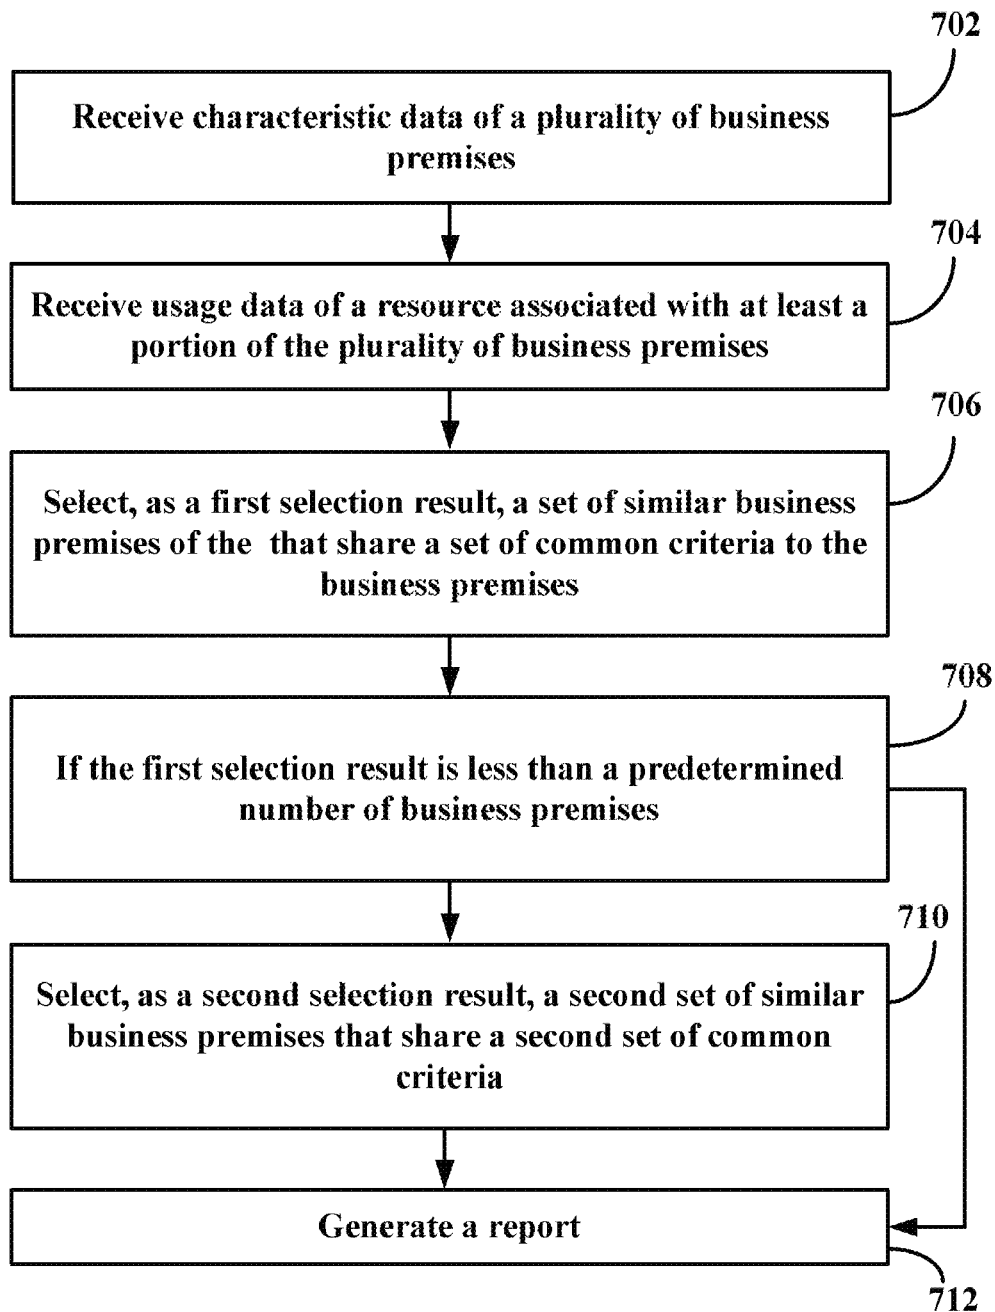 702
Receive characteristic data of a plurality of business
premises
704
Receive usage data of a resource associated with at least a
portion of the plurality of business premises
706
Select, as a first selection result, a set of similar business
premises of the that share a set of common criteria to the
business premises
708
If the first selection result is less than a predetermined
number of business premises
710
Select, as a second selection result, a second set of similar
business premises that share a second set of common
criteria
Generate a report
712